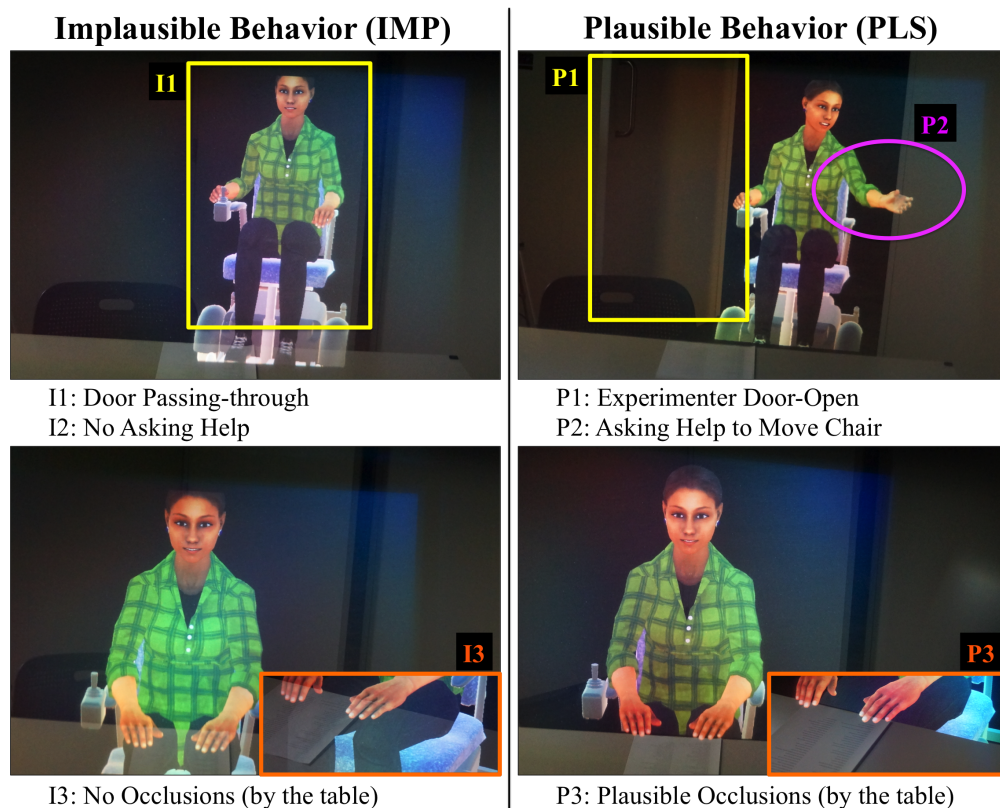 Implausible Behavior (IMP)
Plausible Behavior (PLS)
I1
P1
P2
I1: Door Passing-through
I2: No Asking Help
P1: Experimenter Door-Open
P2: Asking Help to Move Chair
I3
P3
I3: No Occlusions (by the table)
P3: Plausible Occlusions (by the table)